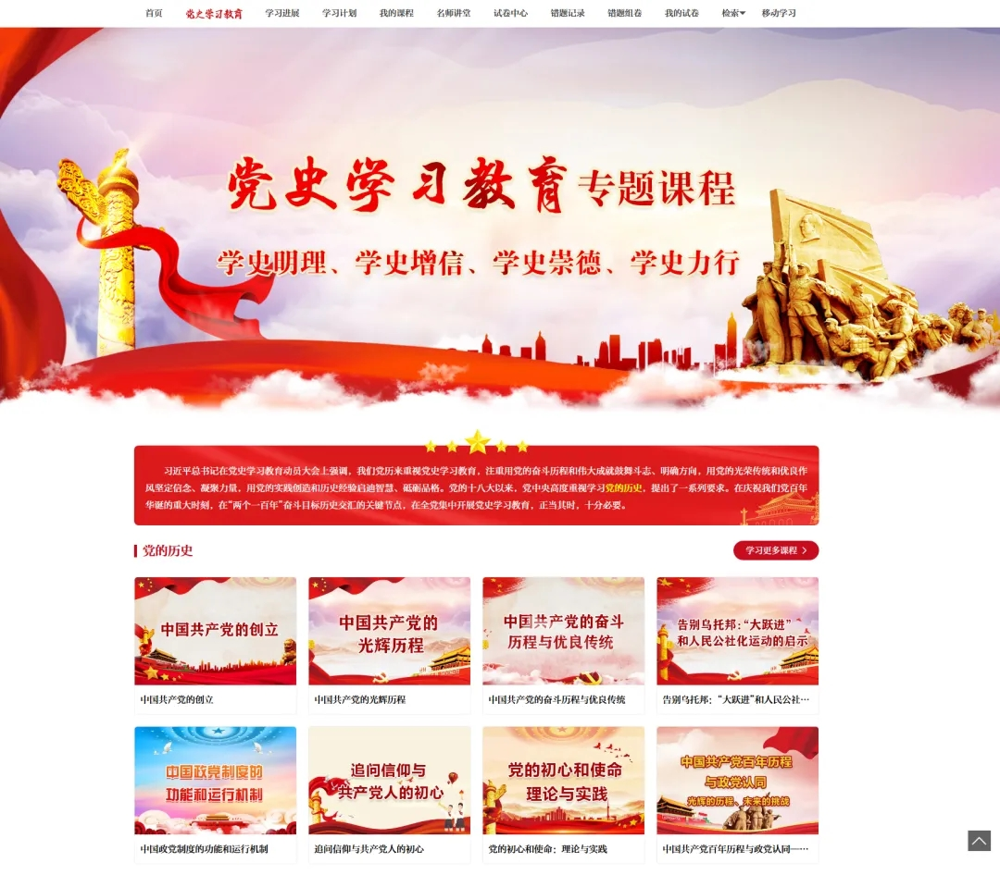 首页 党史学习教育 学习进展 学习计划 我的课程 名师讲堂 试卷中心 错题记录 错题组卷 我的试卷 检索 移动学习
党史学习教育专题课程
学史明理、学史增信、学史崇德、学史力行
习近平总书记在党史学习教育动员大会上强调，我们党历来重视党史学习教育，注重用党的奋斗历程和伟大成就鼓舞斗志、明确方向，用党的光荣传统和优良作
风坚定信念、凝聚力量，用党的实践创造和历史经验启迪智慧、砥砺品格。党的十八大以来，党中央高度重视学习党的历史，提出了一系列要求。在庆祝我们党百年
华诞的重大时刻，在“两个一百年”奋斗目标历史交汇的关键节点，在全党集中开展党史学习教育，正当其时，十分必要。
党的历史
学习更多课程
中国共产党的创立
中国共产党的创立
中国共产党的
光辉历程
中国共产党的光辉历程
中国共产党的奋斗
历程与优良传统
中国共产党的奋斗历程与优良传统
告别乌托邦：“大跃进”
和人民公社化运动的启示
告别乌托邦：“大跃进”和人民公社…
中国政党制度的
功能和运行机制
中国政党制度的功能和运行机制
追问信仰与
共产党人的初心
追问信仰与共产党人的初心
党的初心和使命
理论与实践
党的初心和使命：理论与实践
中国共产党百年历程
与政党认同
光辉的历程、未来的挑战
中国共产党百年历程与政党认同——…